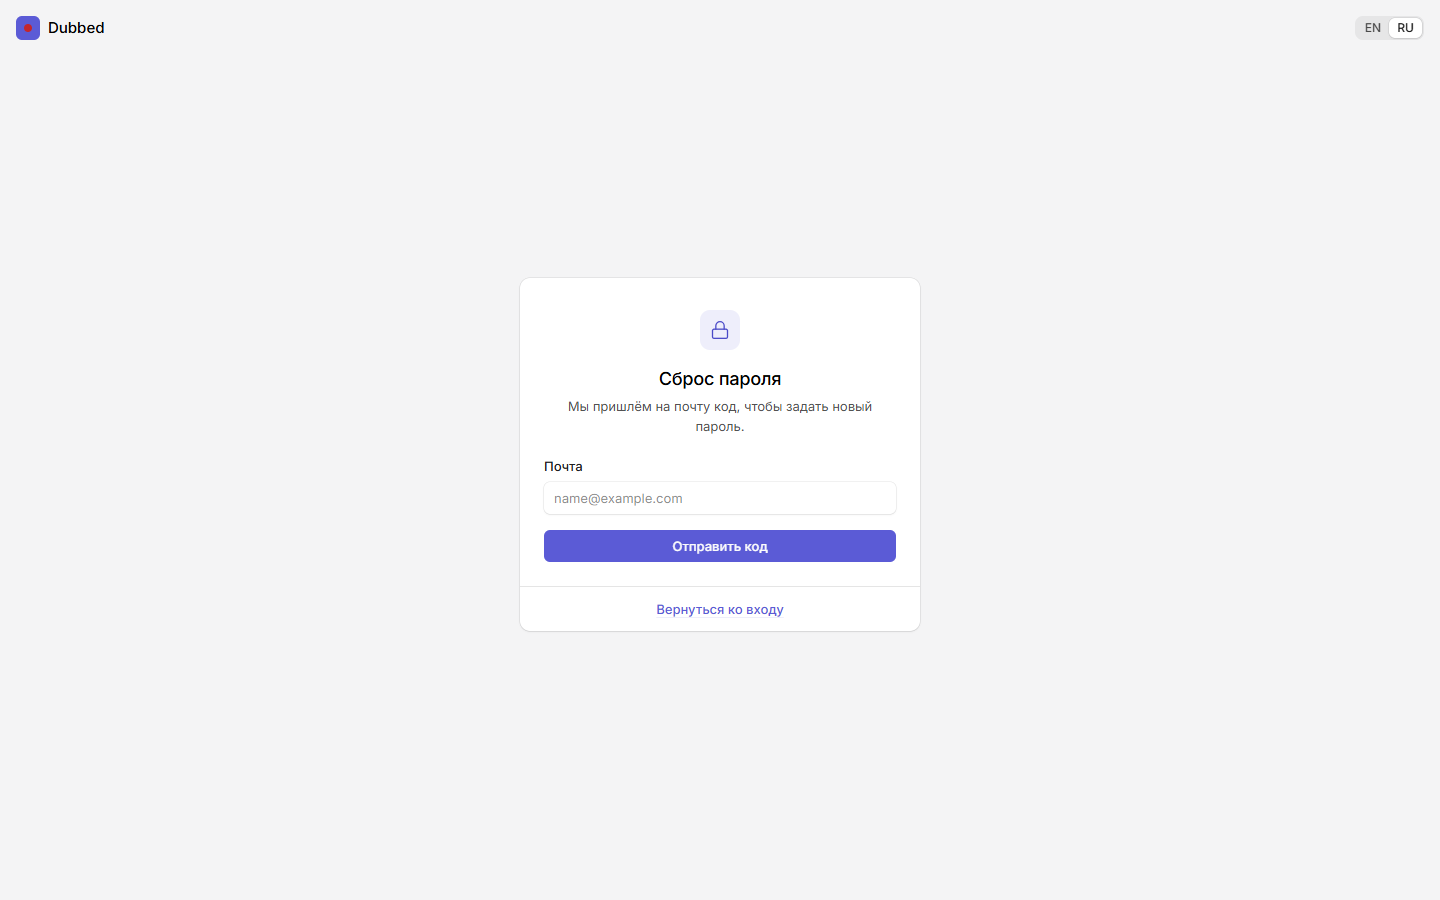 Dubbed
EN RU
Сброс пароля
Мы пришлём на почту код, чтобы задать новый
пароль.
Почта
name@example.com
Отправить код
Вернуться ко входу